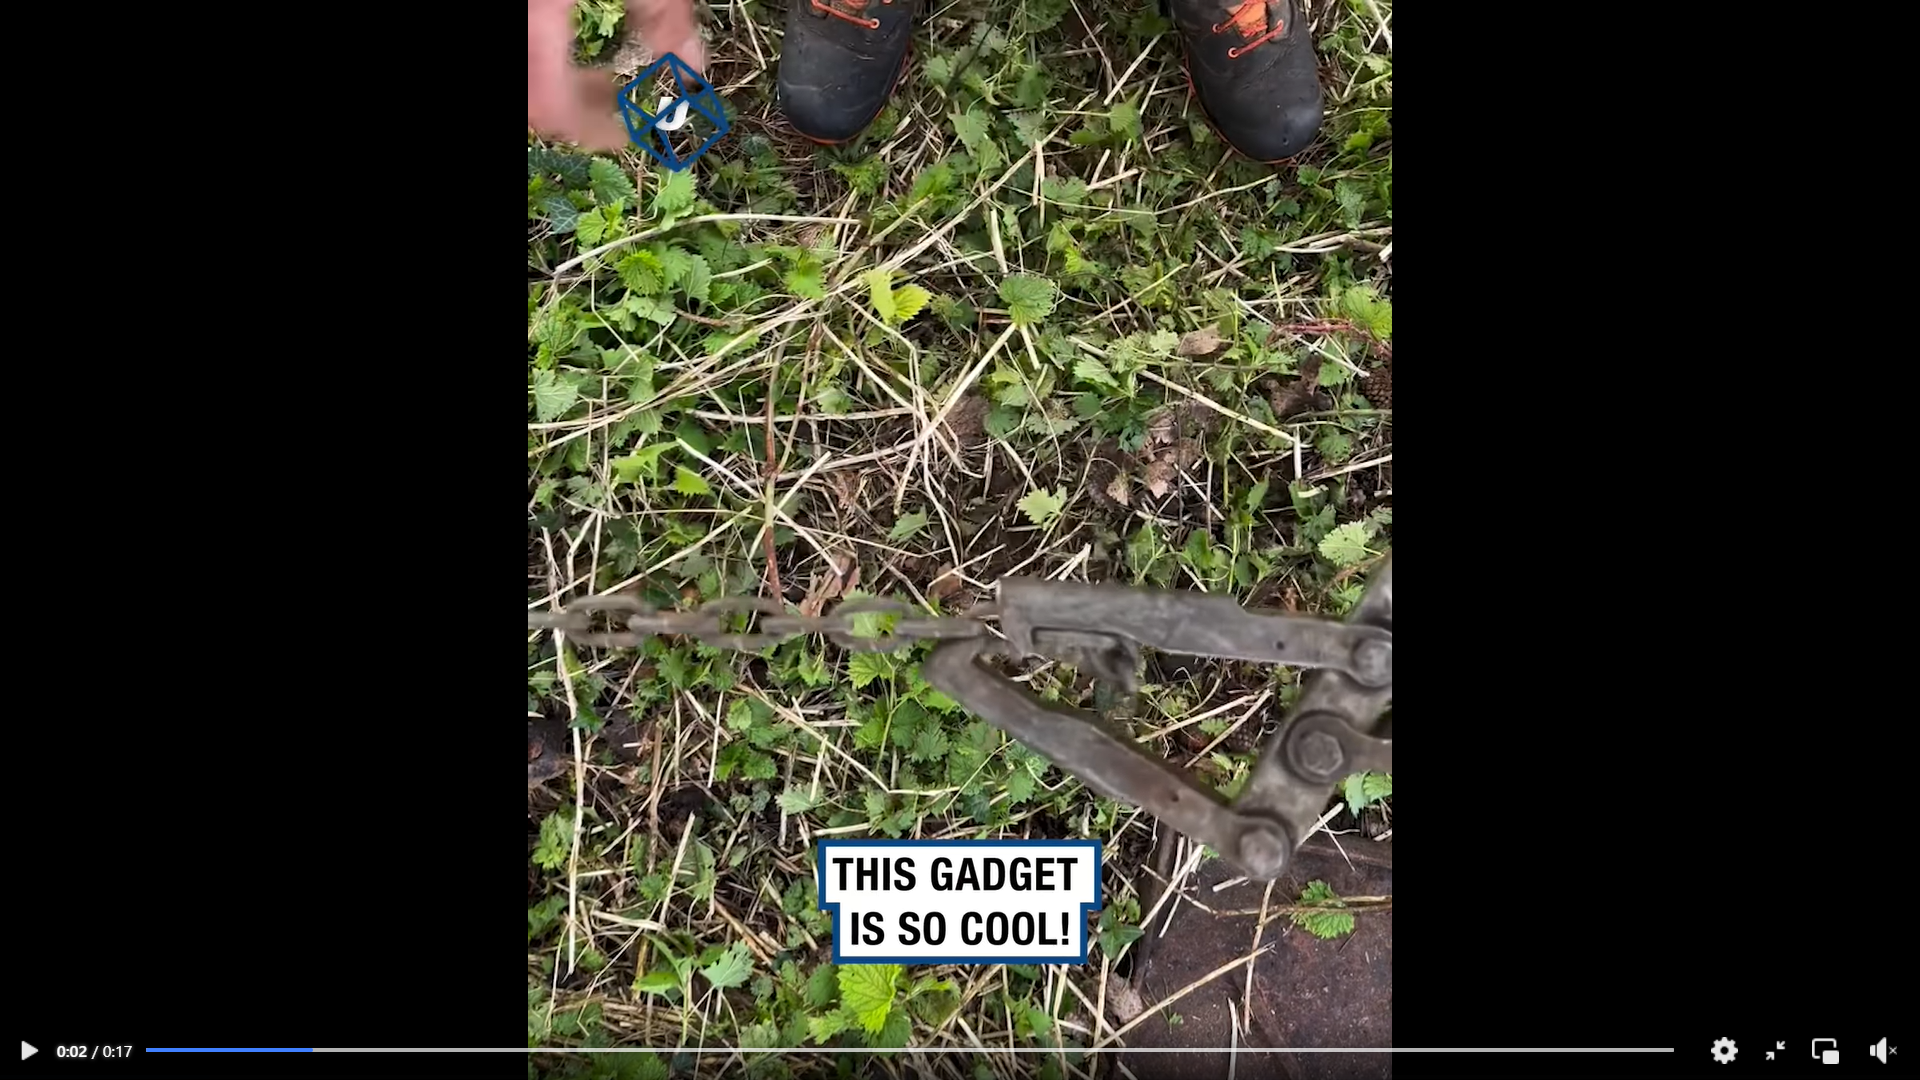 U
THIS GADGET
IS SO COOL!
0:02 / 0:17